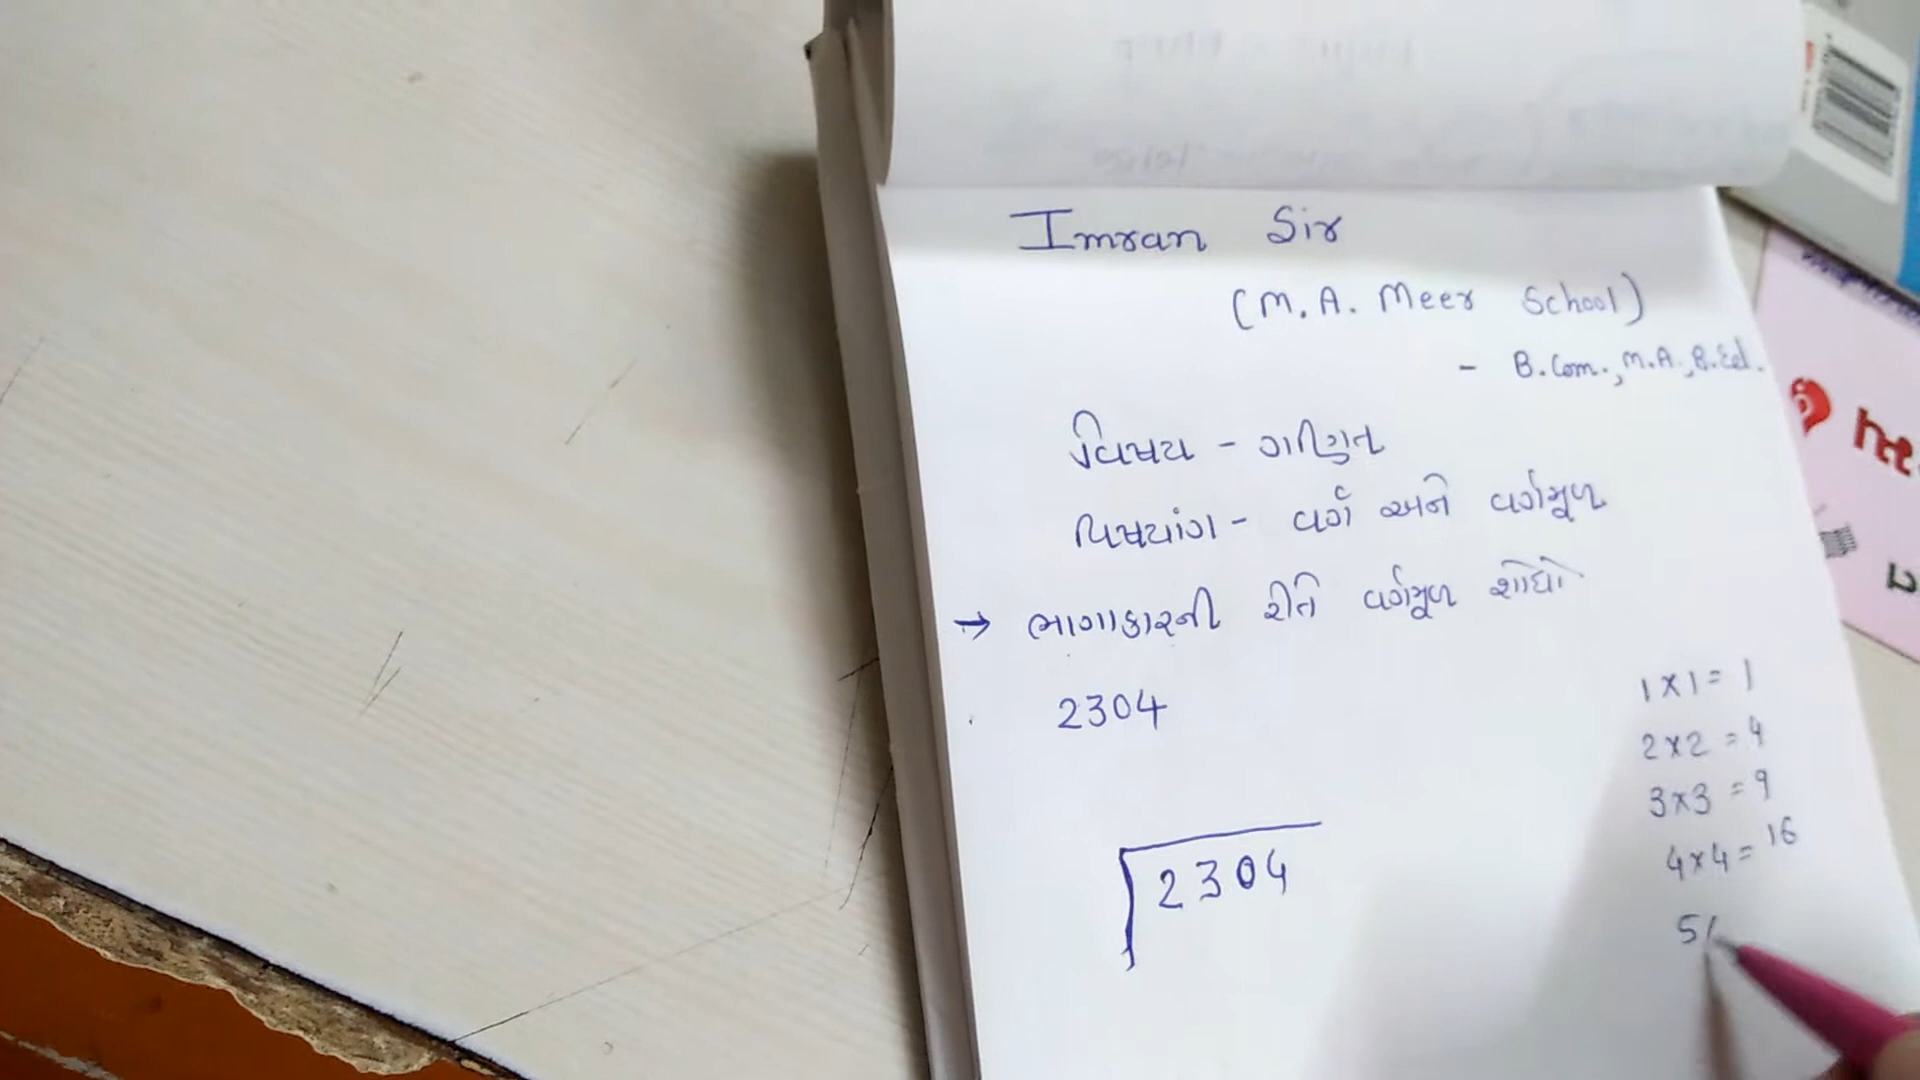 Imran Sir
(M. A. Meer School)
- B.Com., M.A., B.Ed.
વિષય - ગણિત
વિષયાંગ - વર્ગ અને વર્ગમૂળ
→ ભાગાકારની રીતે વર્ગમૂળ શોધો
2304
1×1=1
2×2=4
3×3=9
4×4=16
5
2304